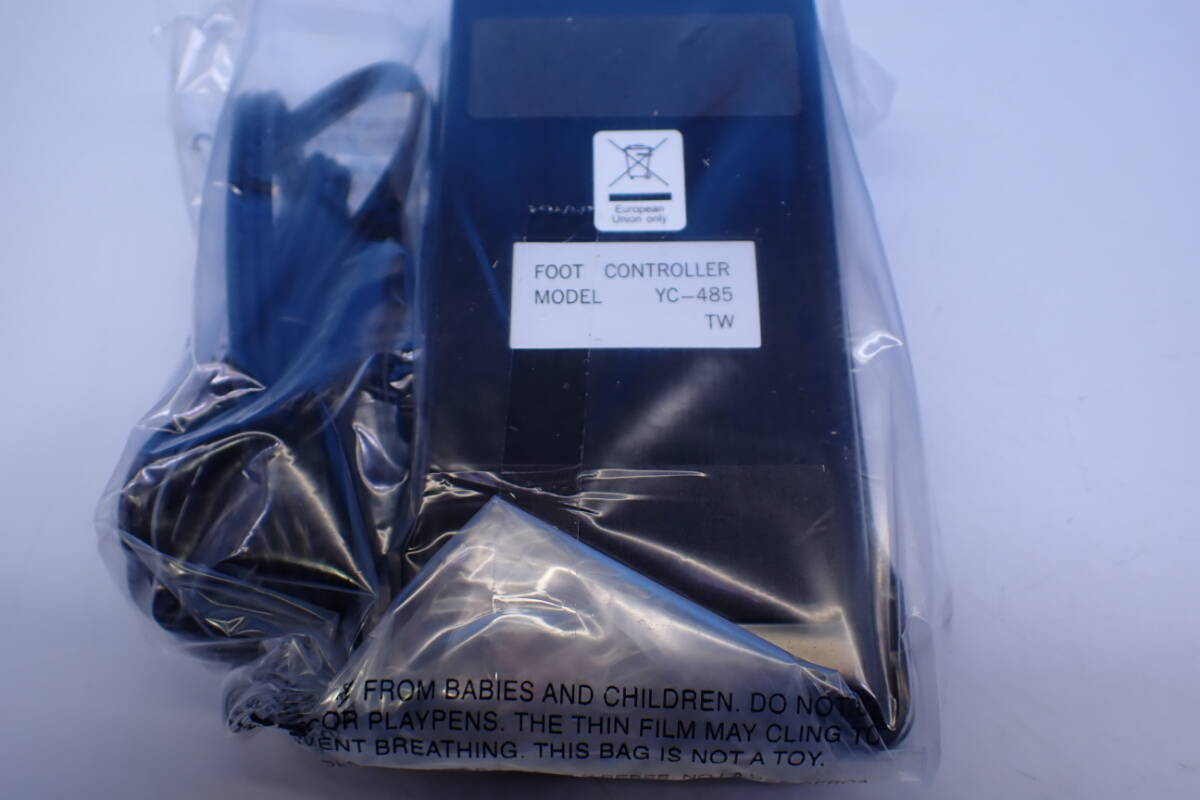 European
Union only
FOOT CONTROLLER
MODEL YC-485
TW
FROM BABIES AND CHILDREN. DO NOT
OR PLAYPENS. THE THIN FILM MAY CLING TO
ENT BREATHING. THIS BAG IS NOT A TOY.